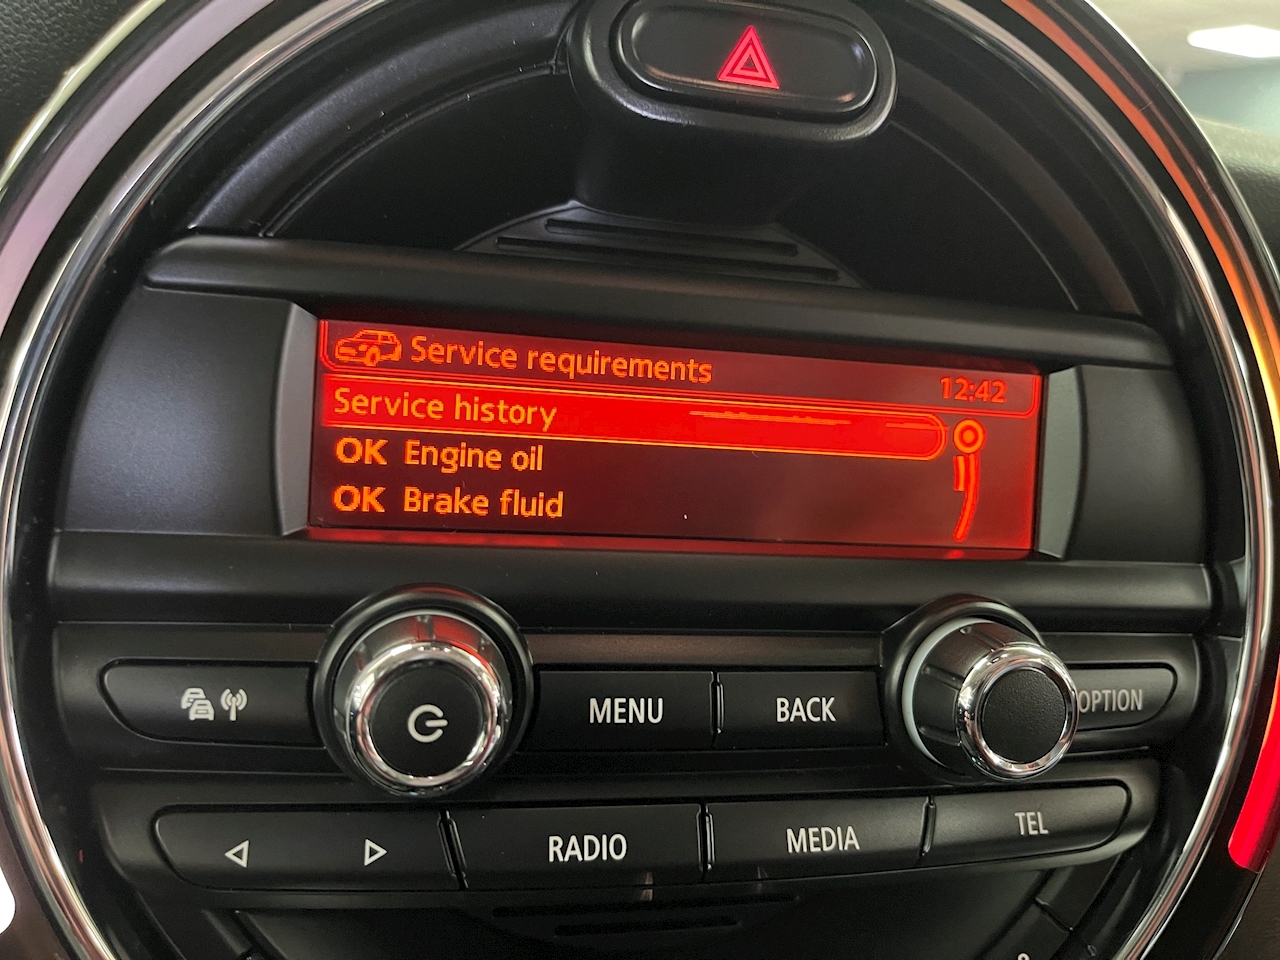 Service requirements
12:42
Service history
OK Engine oil
OK Brake fluid
MENU
BACK
OPTION
RADIO
MEDIA
TEL